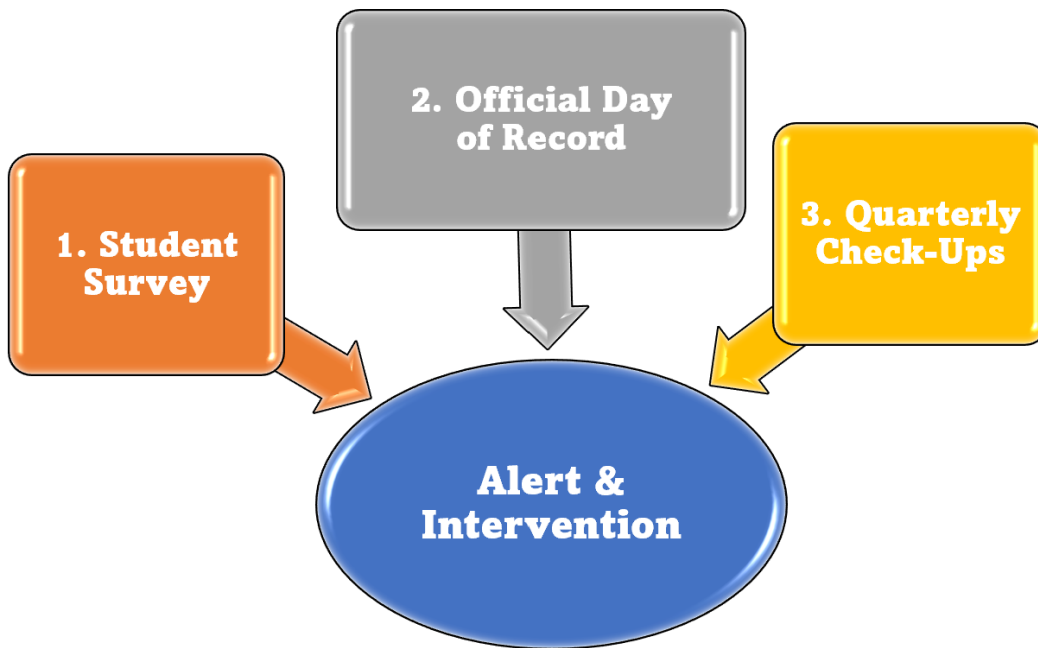 1. Student
Survey
2. Official Day
of Record
3. Quarterly
Check-Ups
Alert &
Intervention